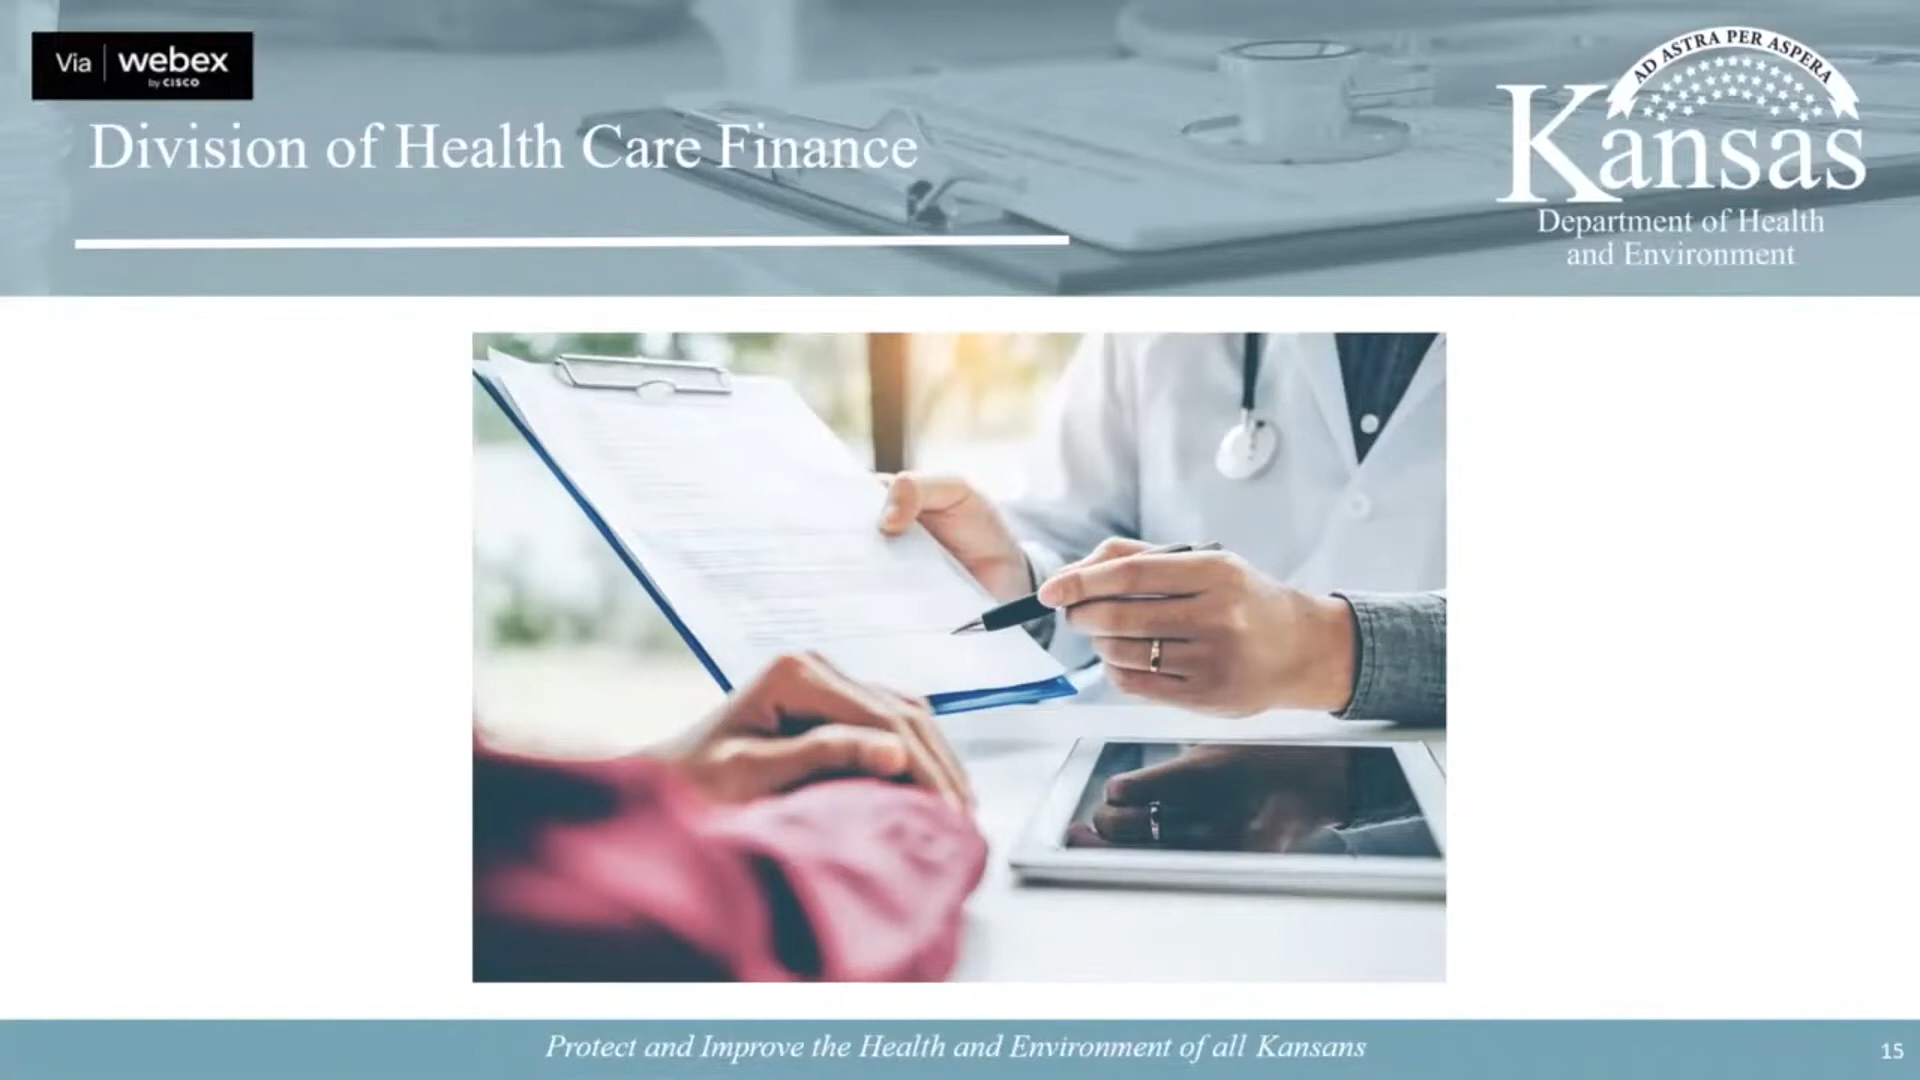 Via webex
by CISCO
Division of Health Care Finance
AD ASTRA PER ASPERA
Kansas
Department of Health
and Environment
Protect and Improve the Health and Environment of all Kansans
15